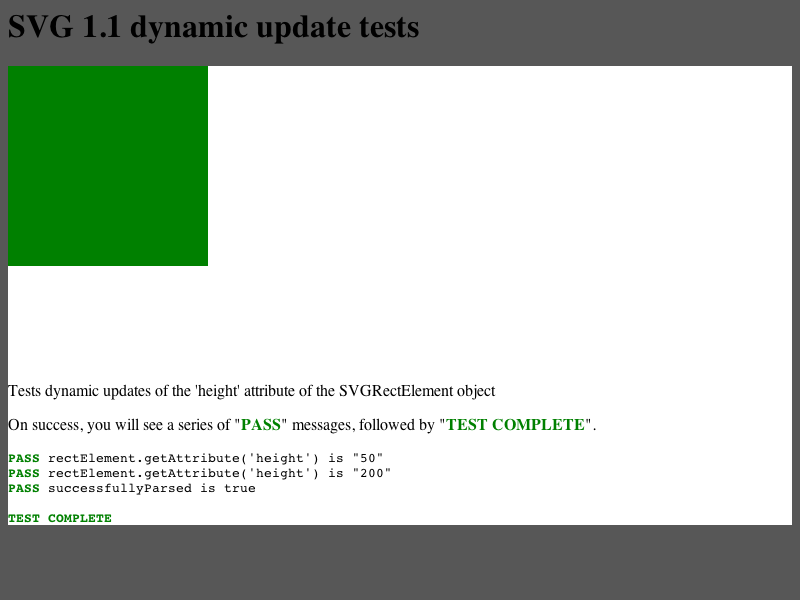 SVG 1.1 dynamic update tests
Tests dynamic updates of the 'height' attribute of the SVGRectElement object
On success, you will see a series of "PASS" messages, followed by "TEST COMPLETE".
PASS rectElement.getAttribute('height') is "50"
PASS rectElement.getAttribute('height') is "200"
PASS successfullyParsed is true
TEST COMPLETE